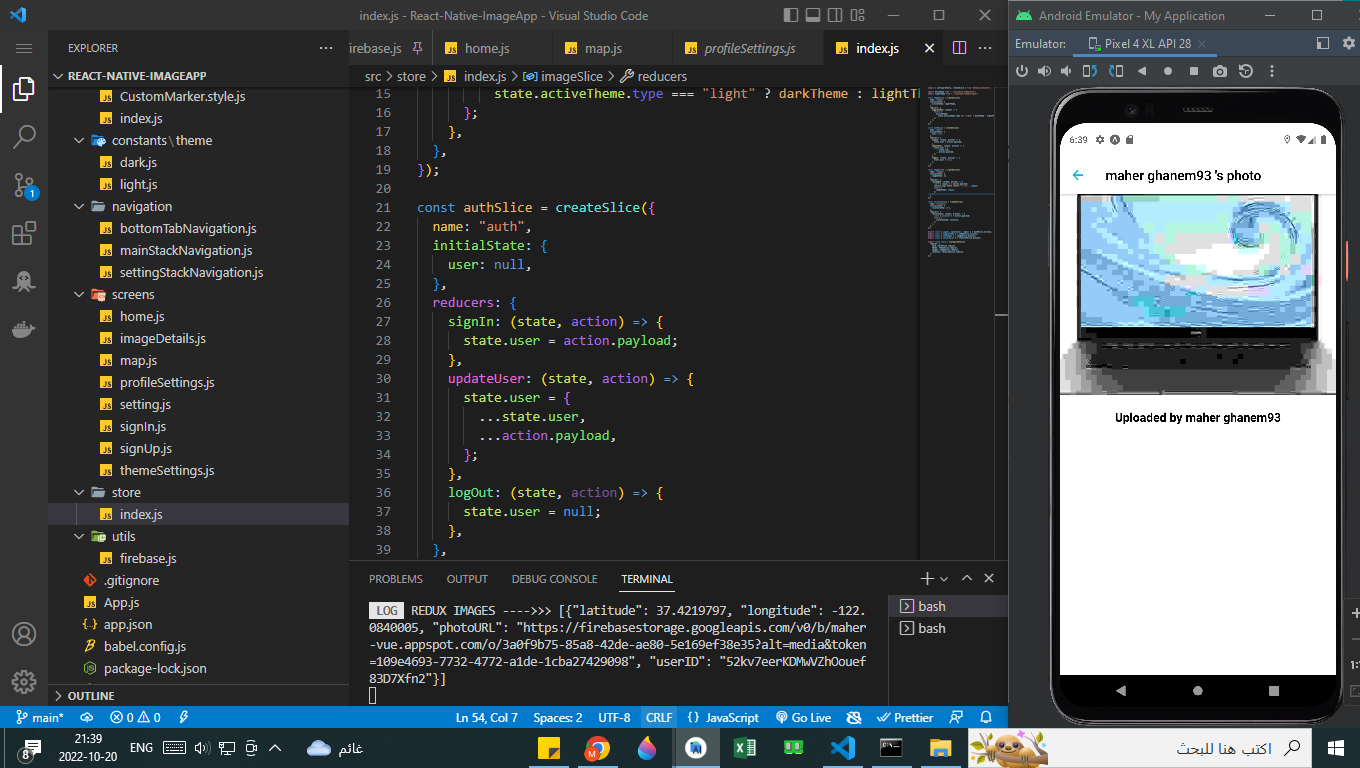 index.js - React-Native-ImageApp - Visual Studio Code
EXPLORER
REACT-NATIVE-IMAGEAPP
CustomMarker.style.js
index.js
constants\theme
dark.js
light.js
navigation
bottomTabNavigation.js
mainStackNavigation.js
settingStackNavigation.js
screens
home.js
imageDetails.js
map.js
profileSettings.js
setting.js
signIn.js
signUp.js
themeSettings.js
store
index.js
utils
firebase.js
.gitignore
App.js
app.json
babel.config.js
package-lock.json
OUTLINE
1
irebase.js home.js map.js profileSettings.js index.js
src > store > index.js > imageSlice > reducers
15 state.activeTheme.type === "light" ? darkTheme : lightTh
16 };
17 },
18 },
19 });
20
21 const authSlice = createSlice({
22 name: "auth",
23 initialState: {
24 user: null,
25 },
26 reducers: {
27 signIn: (state, action) => {
28 state.user = action.payload;
29 },
30 updateUser: (state, action) => {
31 state.user = {
32 ...state.user,
33 ...action.payload,
34 };
35 },
36 logOut: (state, action) => {
37 state.user = null;
38 },
39 },
PROBLEMS OUTPUT DEBUG CONSOLE TERMINAL
LOG REDUX IMAGES ---->>> [{"latitude": 37.4219797, "longitude": -122.
0840005, "photoURL": "https://firebasestorage.googleapis.com/v0/b/maher
-vue.appspot.com/o/3a0f9b75-85a8-42de-ae80-5e169ef38e35?alt=media&token
=109e4693-7732-4772-a1de-1cba27429098", "userID": "52kv7eerKDMwVZhOouef
83D7Xfn2"}]
bash
bash
main* 0 0 Ln 54, Col 7 Spaces: 2 UTF-8 CRLF {} JavaScript Go Live Prettier
Android Emulator - My Application
Emulator: Pixel 4 XL API 28
6:39
maher ghanem93 's photo
Uploaded by maher ghanem93
1:1
8
21:39
2022-10-20
ENG
غائم
اكتب هنا للبحث